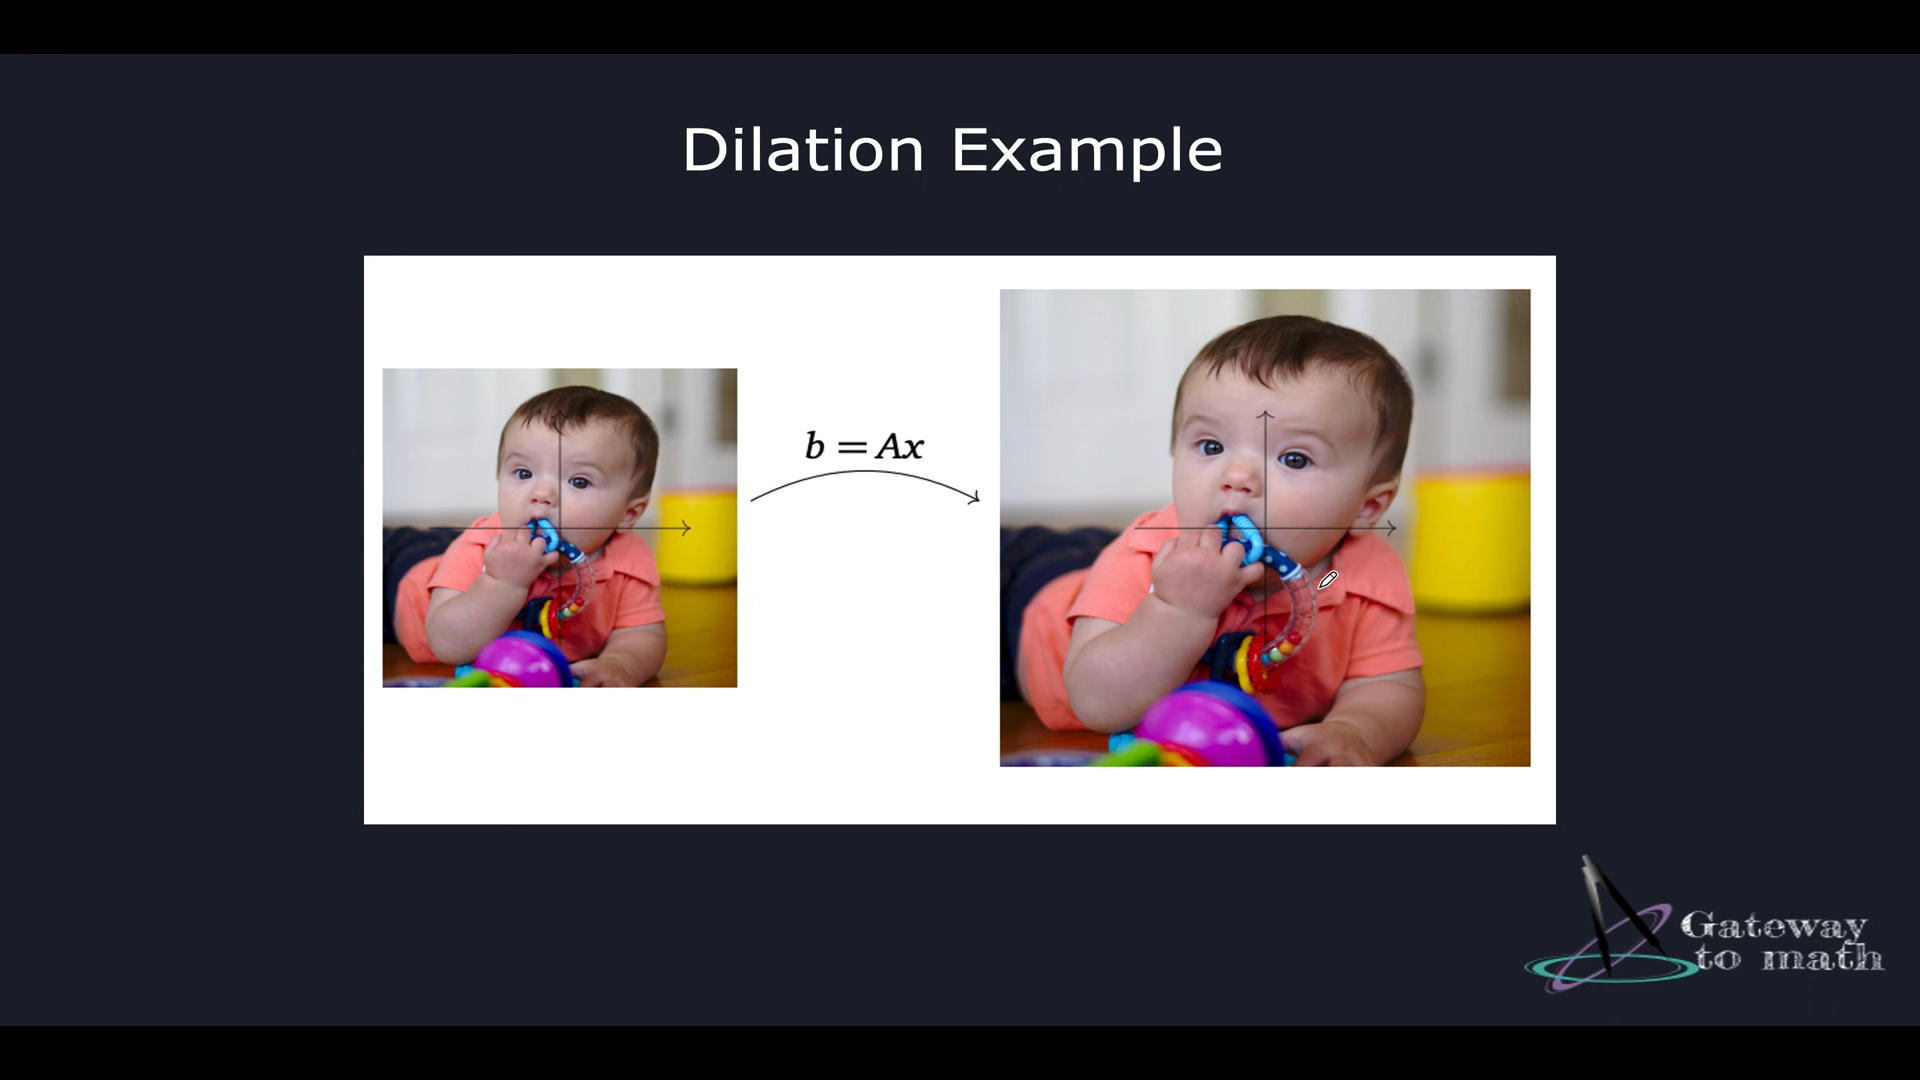 Dilation Example
b = Ax
Gateway
to math